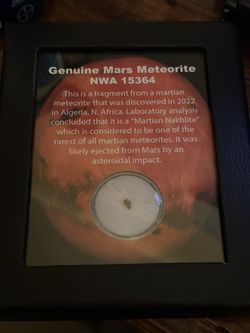 Genuine Mars Meteorite
NWA 15364
This is a fragment from a martian
meteorite that was discovered in 2022
in Algeria, N. Africa. Laboratory analysis
concluded that it is a "Martian Nakhlite"
which is considered to be one of the
rarest of all martian meteorites. It was
likely ejected from Mars by an
asteroidal impact.